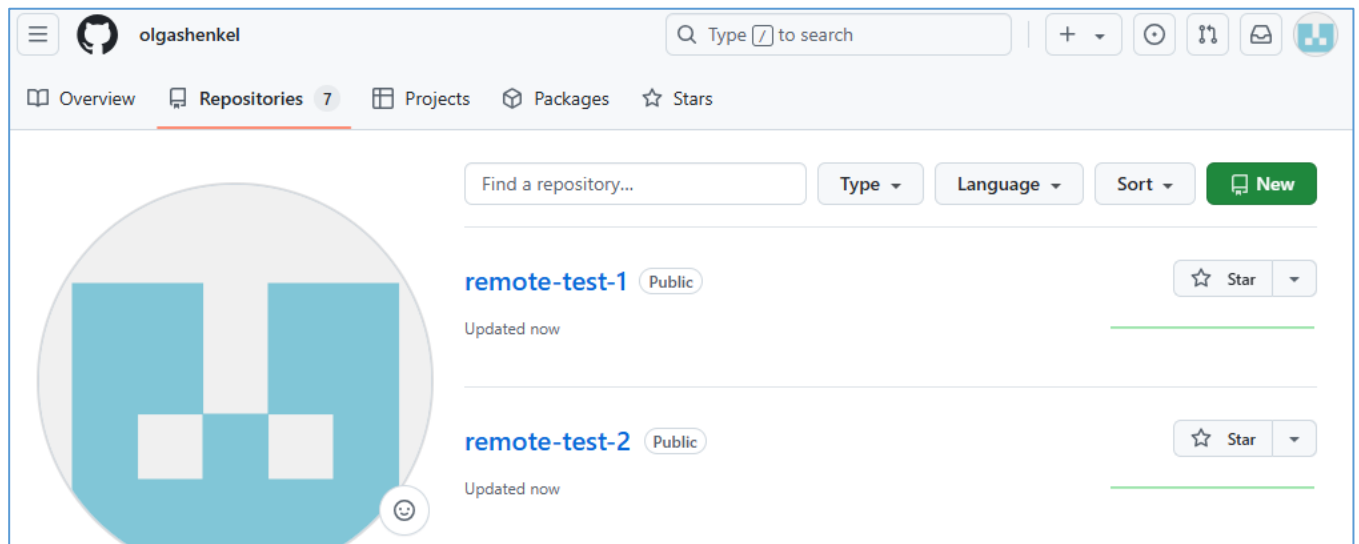 olgashenkel Type / to search
Overview Repositories 7 Projects Packages Stars
Find a repository... Type Language Sort New
remote-test-1 Public Star
Updated now
remote-test-2 Public Star
Updated now